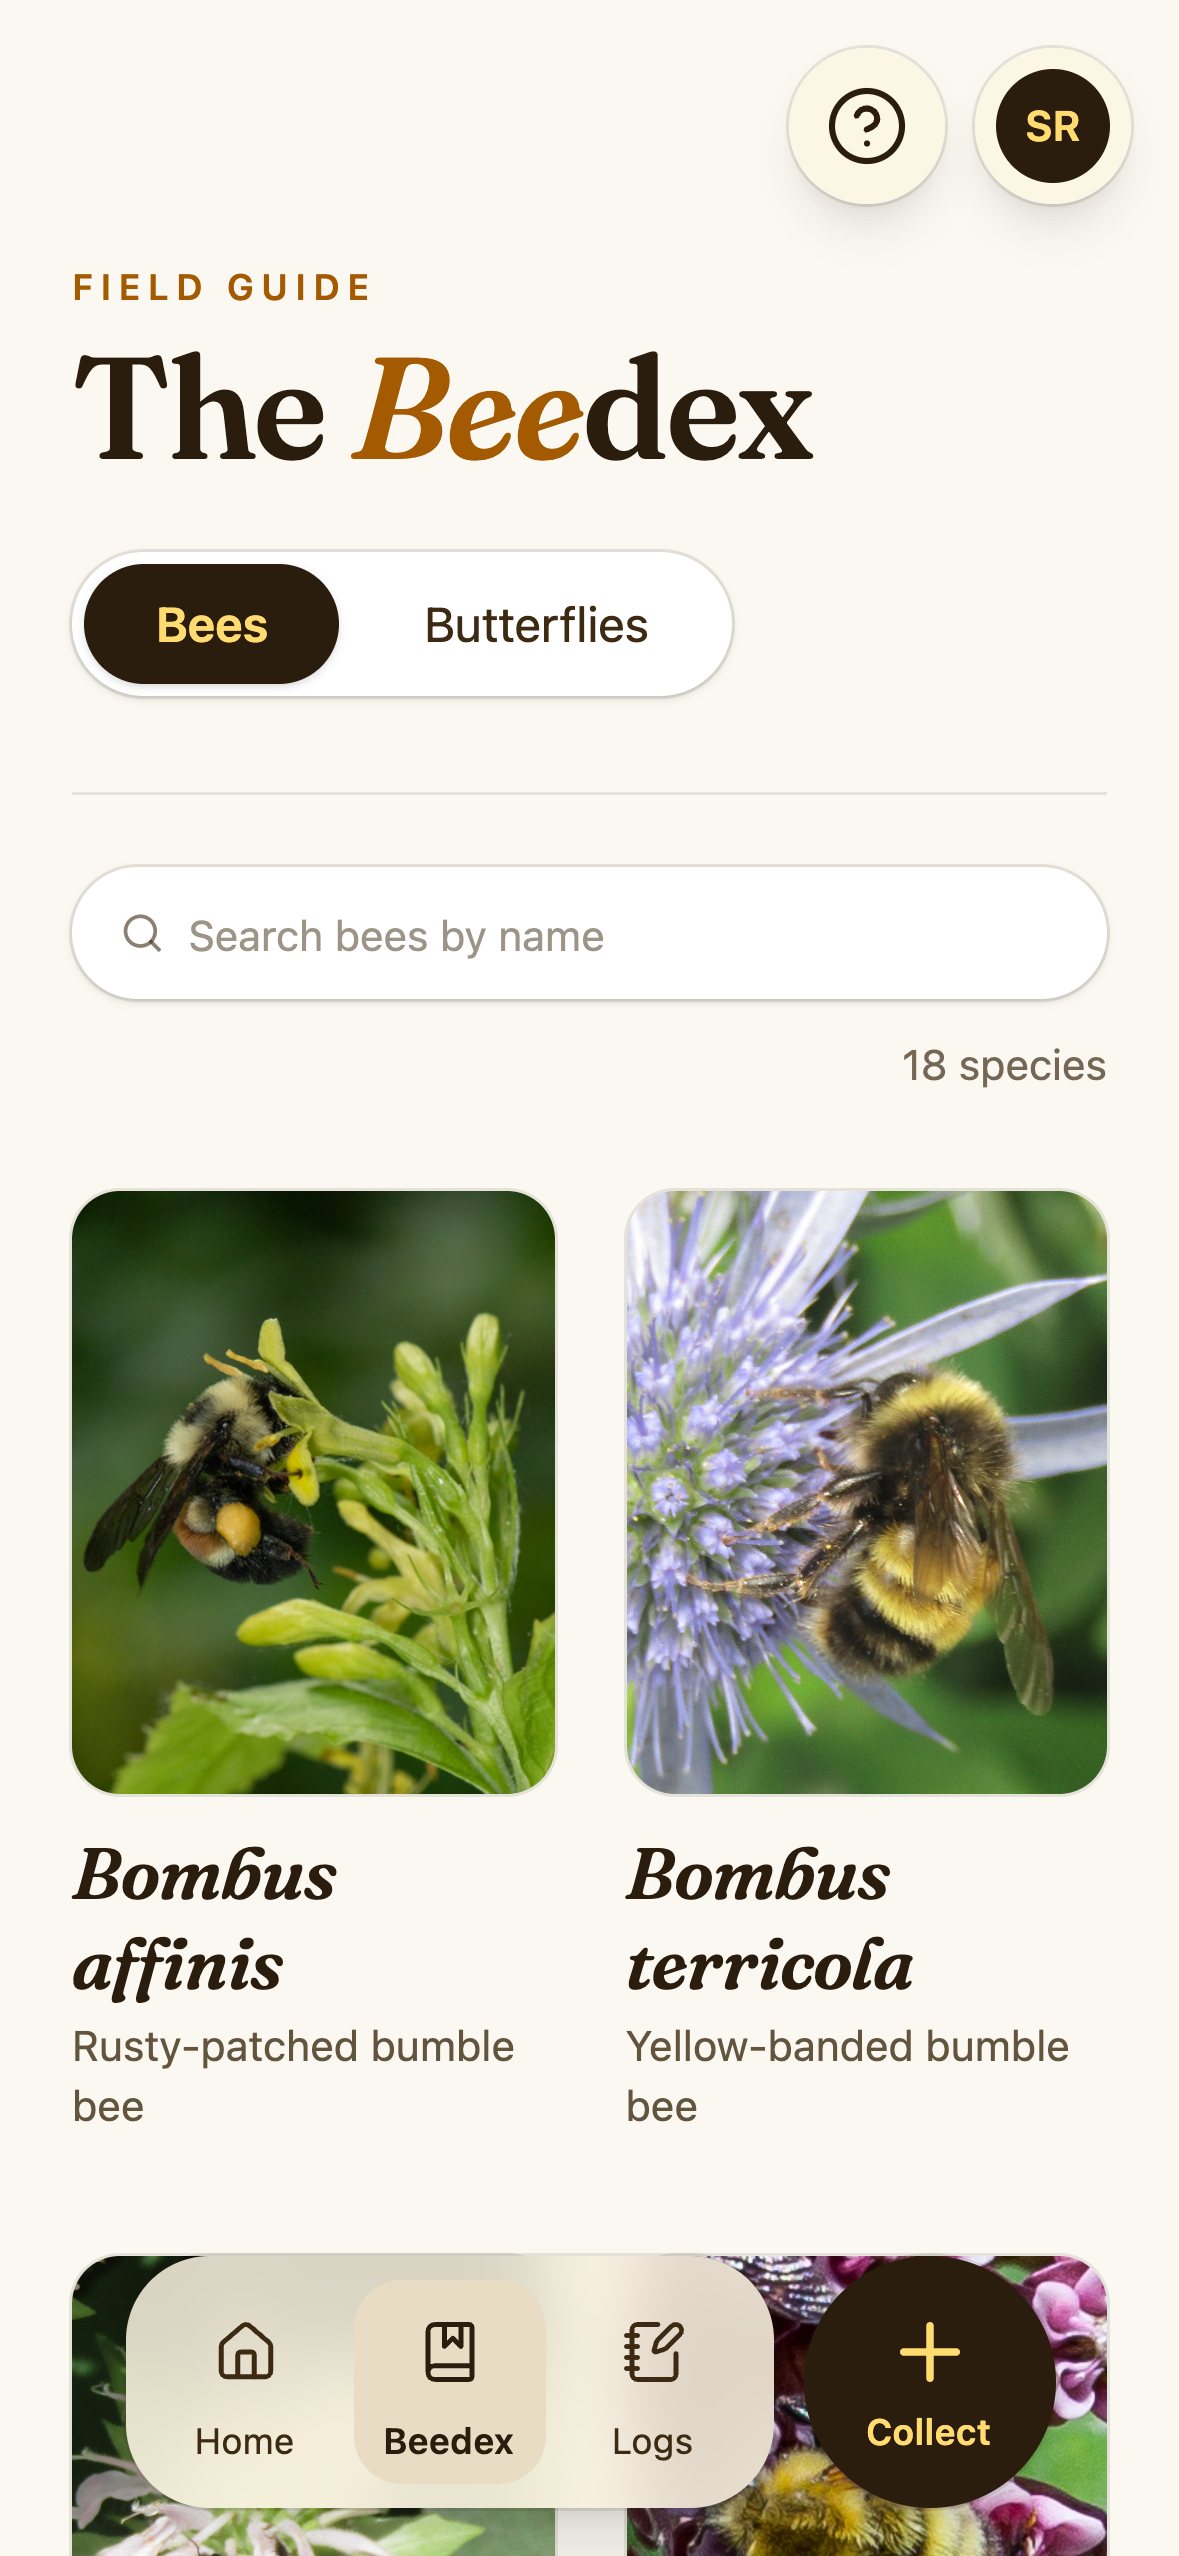 SR
FIELD GUIDE
The Beedex
Bees
Butterflies
Search bees by name
18 species
Bombus
affinis
Rusty-patched bumble
bee
Bombus
terricola
Yellow-banded bumble
bee
Home
Beedex
Logs
Collect